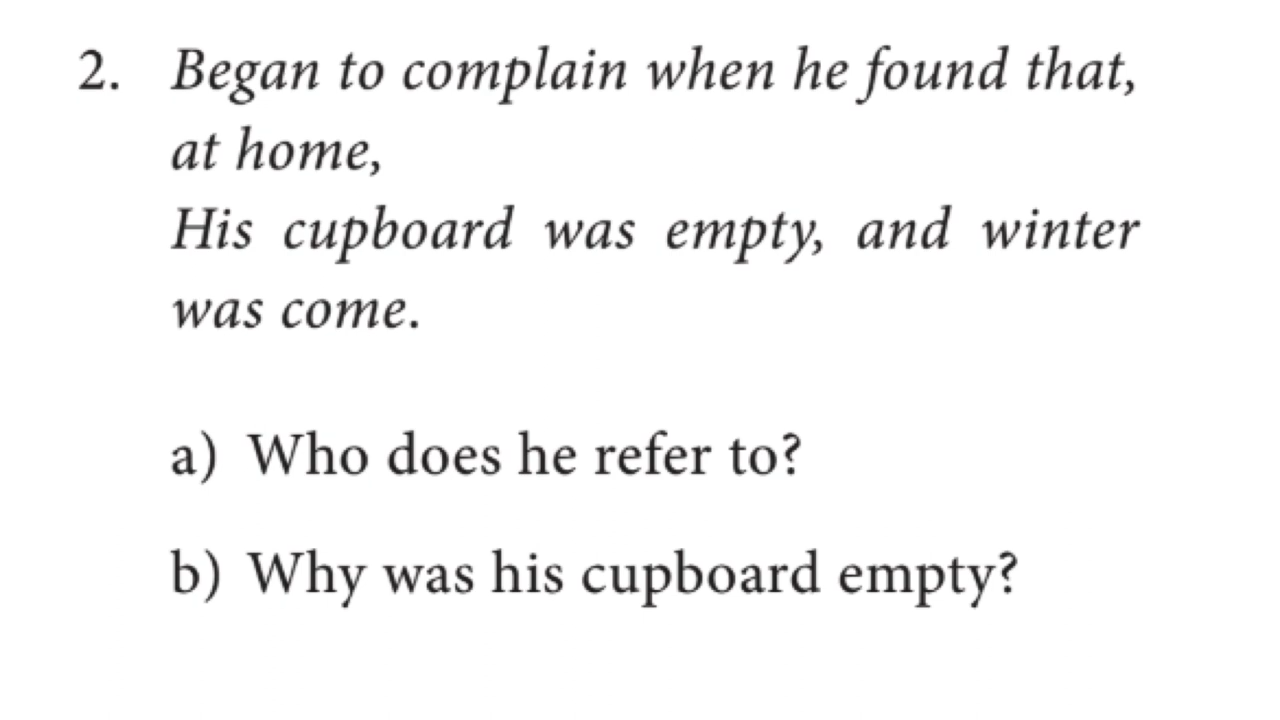 2. Began to complain when he found that,
at home,
His cupboard was empty, and winter
was come.
a) Who does he refer to?
b) Why was his cupboard empty?